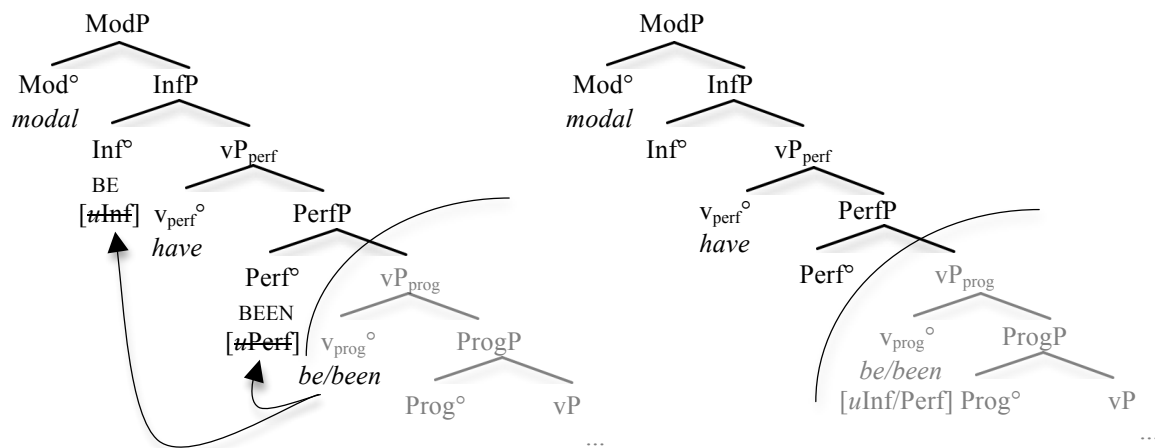 ModP ModP
Mod° InfP Mod° InfP
modal modal
Inf° vPperf Inf° vPperf
BE
[uInf] vperf° PerfP vperf° PerfP
have have
Perf° vPprog Perf° vPprog
BEEN
[uPerf] vprog° ProgP vprog° ProgP
be/been be/been
Prog° vP [uInf/Perf] Prog° vP
... ...